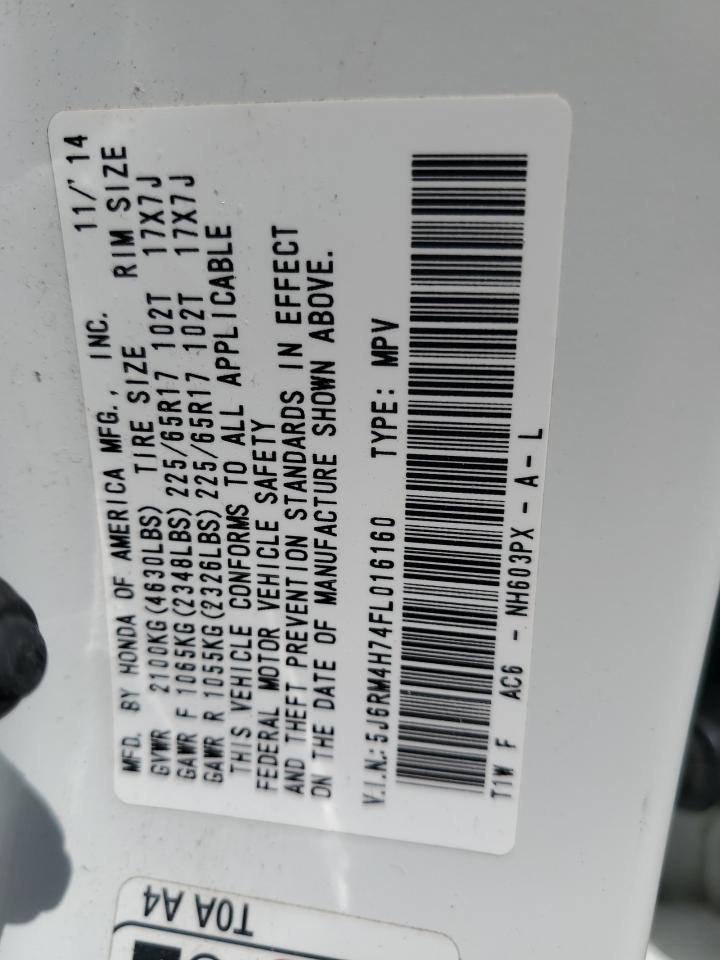 MFD. BY HONDA OF AMERICA MFG., INC. 11/'14
GVWR 2100KG(4630LBS) TIRE SIZE RIM SIZE
GAWR F 1065KG(2348LBS) 225/65R17 102T 17X7J
GAWR R 1055KG(2326LBS) 225/65R17 102T 17X7J
THIS VEHICLE CONFORMS TO ALL APPLICABLE
FEDERAL MOTOR VEHICLE SAFETY
AND THEFT PREVENTION STANDARDS IN EFFECT
ON THE DATE OF MANUFACTURE SHOWN ABOVE.
V.I.N.: 5J6RM4H74FL016160 TYPE: MPV
T1W F AC6 - NH603PX - A - L
T0A A4